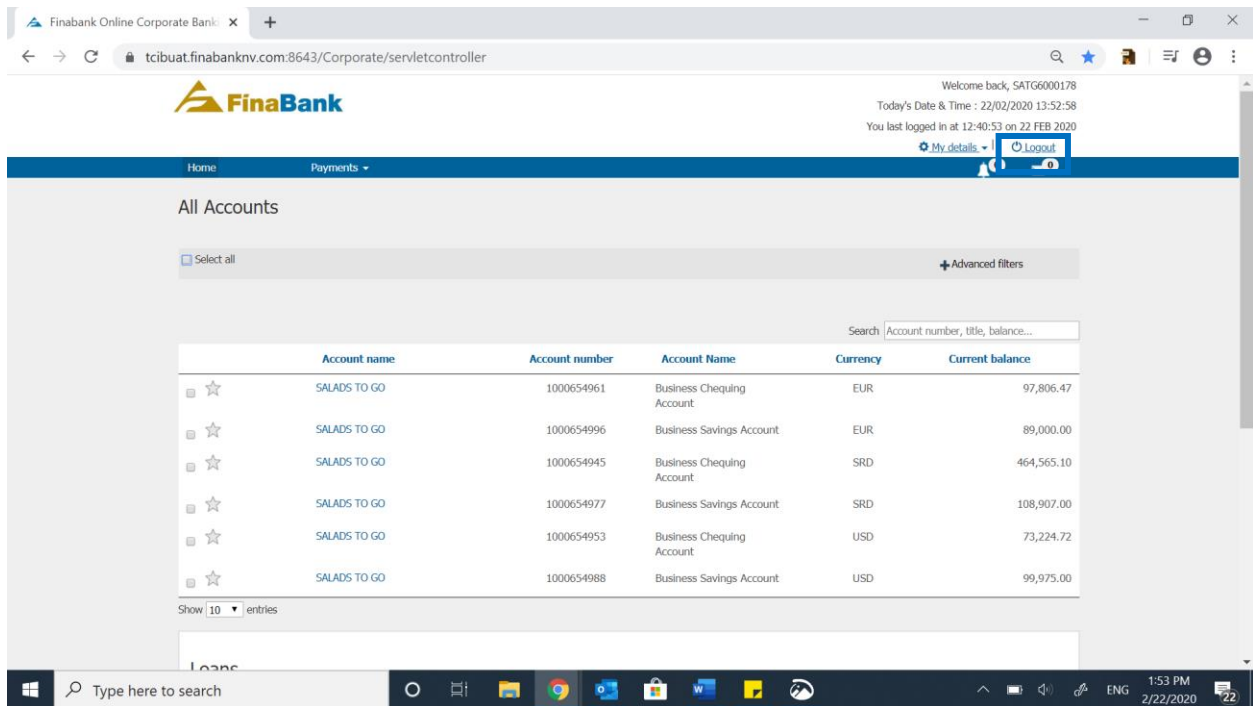 Finabank Online Corporate Bank
tcibuat.finabanknv.com:8643/Corporate/servletcontroller
FinaBank
Welcome back, SATG6000178
Today's Date & Time : 22/02/2020 13:52:58
You last logged in at 12:40:53 on 22 FEB 2020
My details | Logout
Home Payments 0
All Accounts
Select all Advanced filters
Search Account number, title, balance...
Account name Account number Account Name Currency Current balance
SALADS TO GO 1000654961 Business Chequing EUR 97,806.47
Account
SALADS TO GO 1000654996 Business Savings Account EUR 89,000.00
SALADS TO GO 1000654945 Business Chequing SRD 464,565.10
Account
SALADS TO GO 1000654977 Business Savings Account SRD 108,907.00
SALADS TO GO 1000654953 Business Chequing USD 73,224.72
Account
SALADS TO GO 1000654988 Business Savings Account USD 99,975.00
Show 10 entries
Loans
Type here to search
ENG 1:53 PM 22
2/22/2020